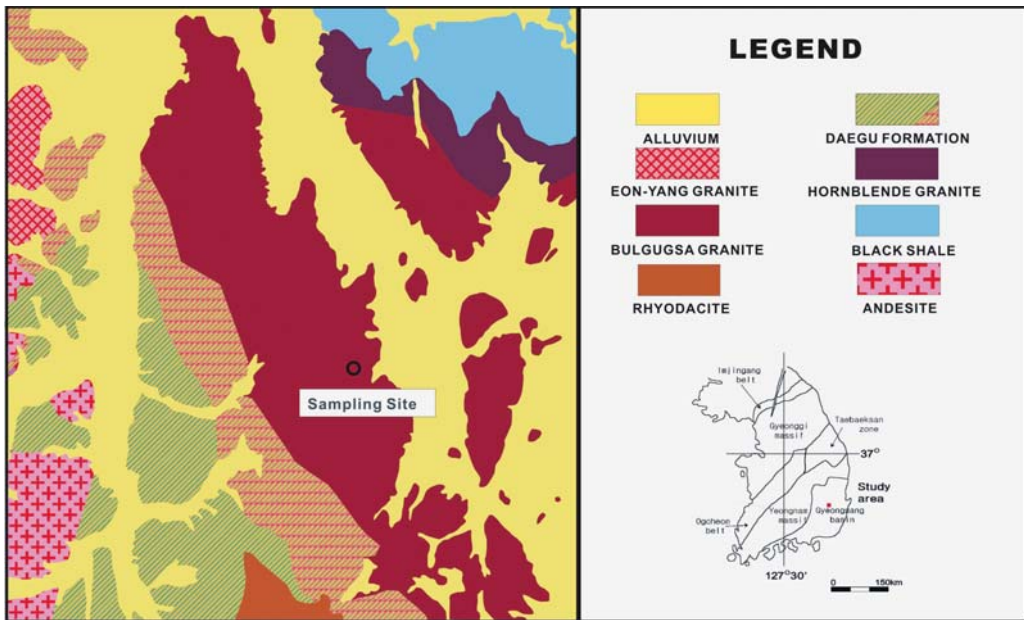 Sampling Site
LEGEND
ALLUVIUM
DAEGU FORMATION
EON-YANG GRANITE
HORNBLENDE GRANITE
BULGUGSA GRANITE
BLACK SHALE
RHYODACITE
ANDESITE
Imjingang
belt
Gyeonggi
massif
Taebaeksan
zone
37°
Study
area
Yeongnam
massif
Gyeongsang
basin
Ogcheon
belt
127°30'
0 150km